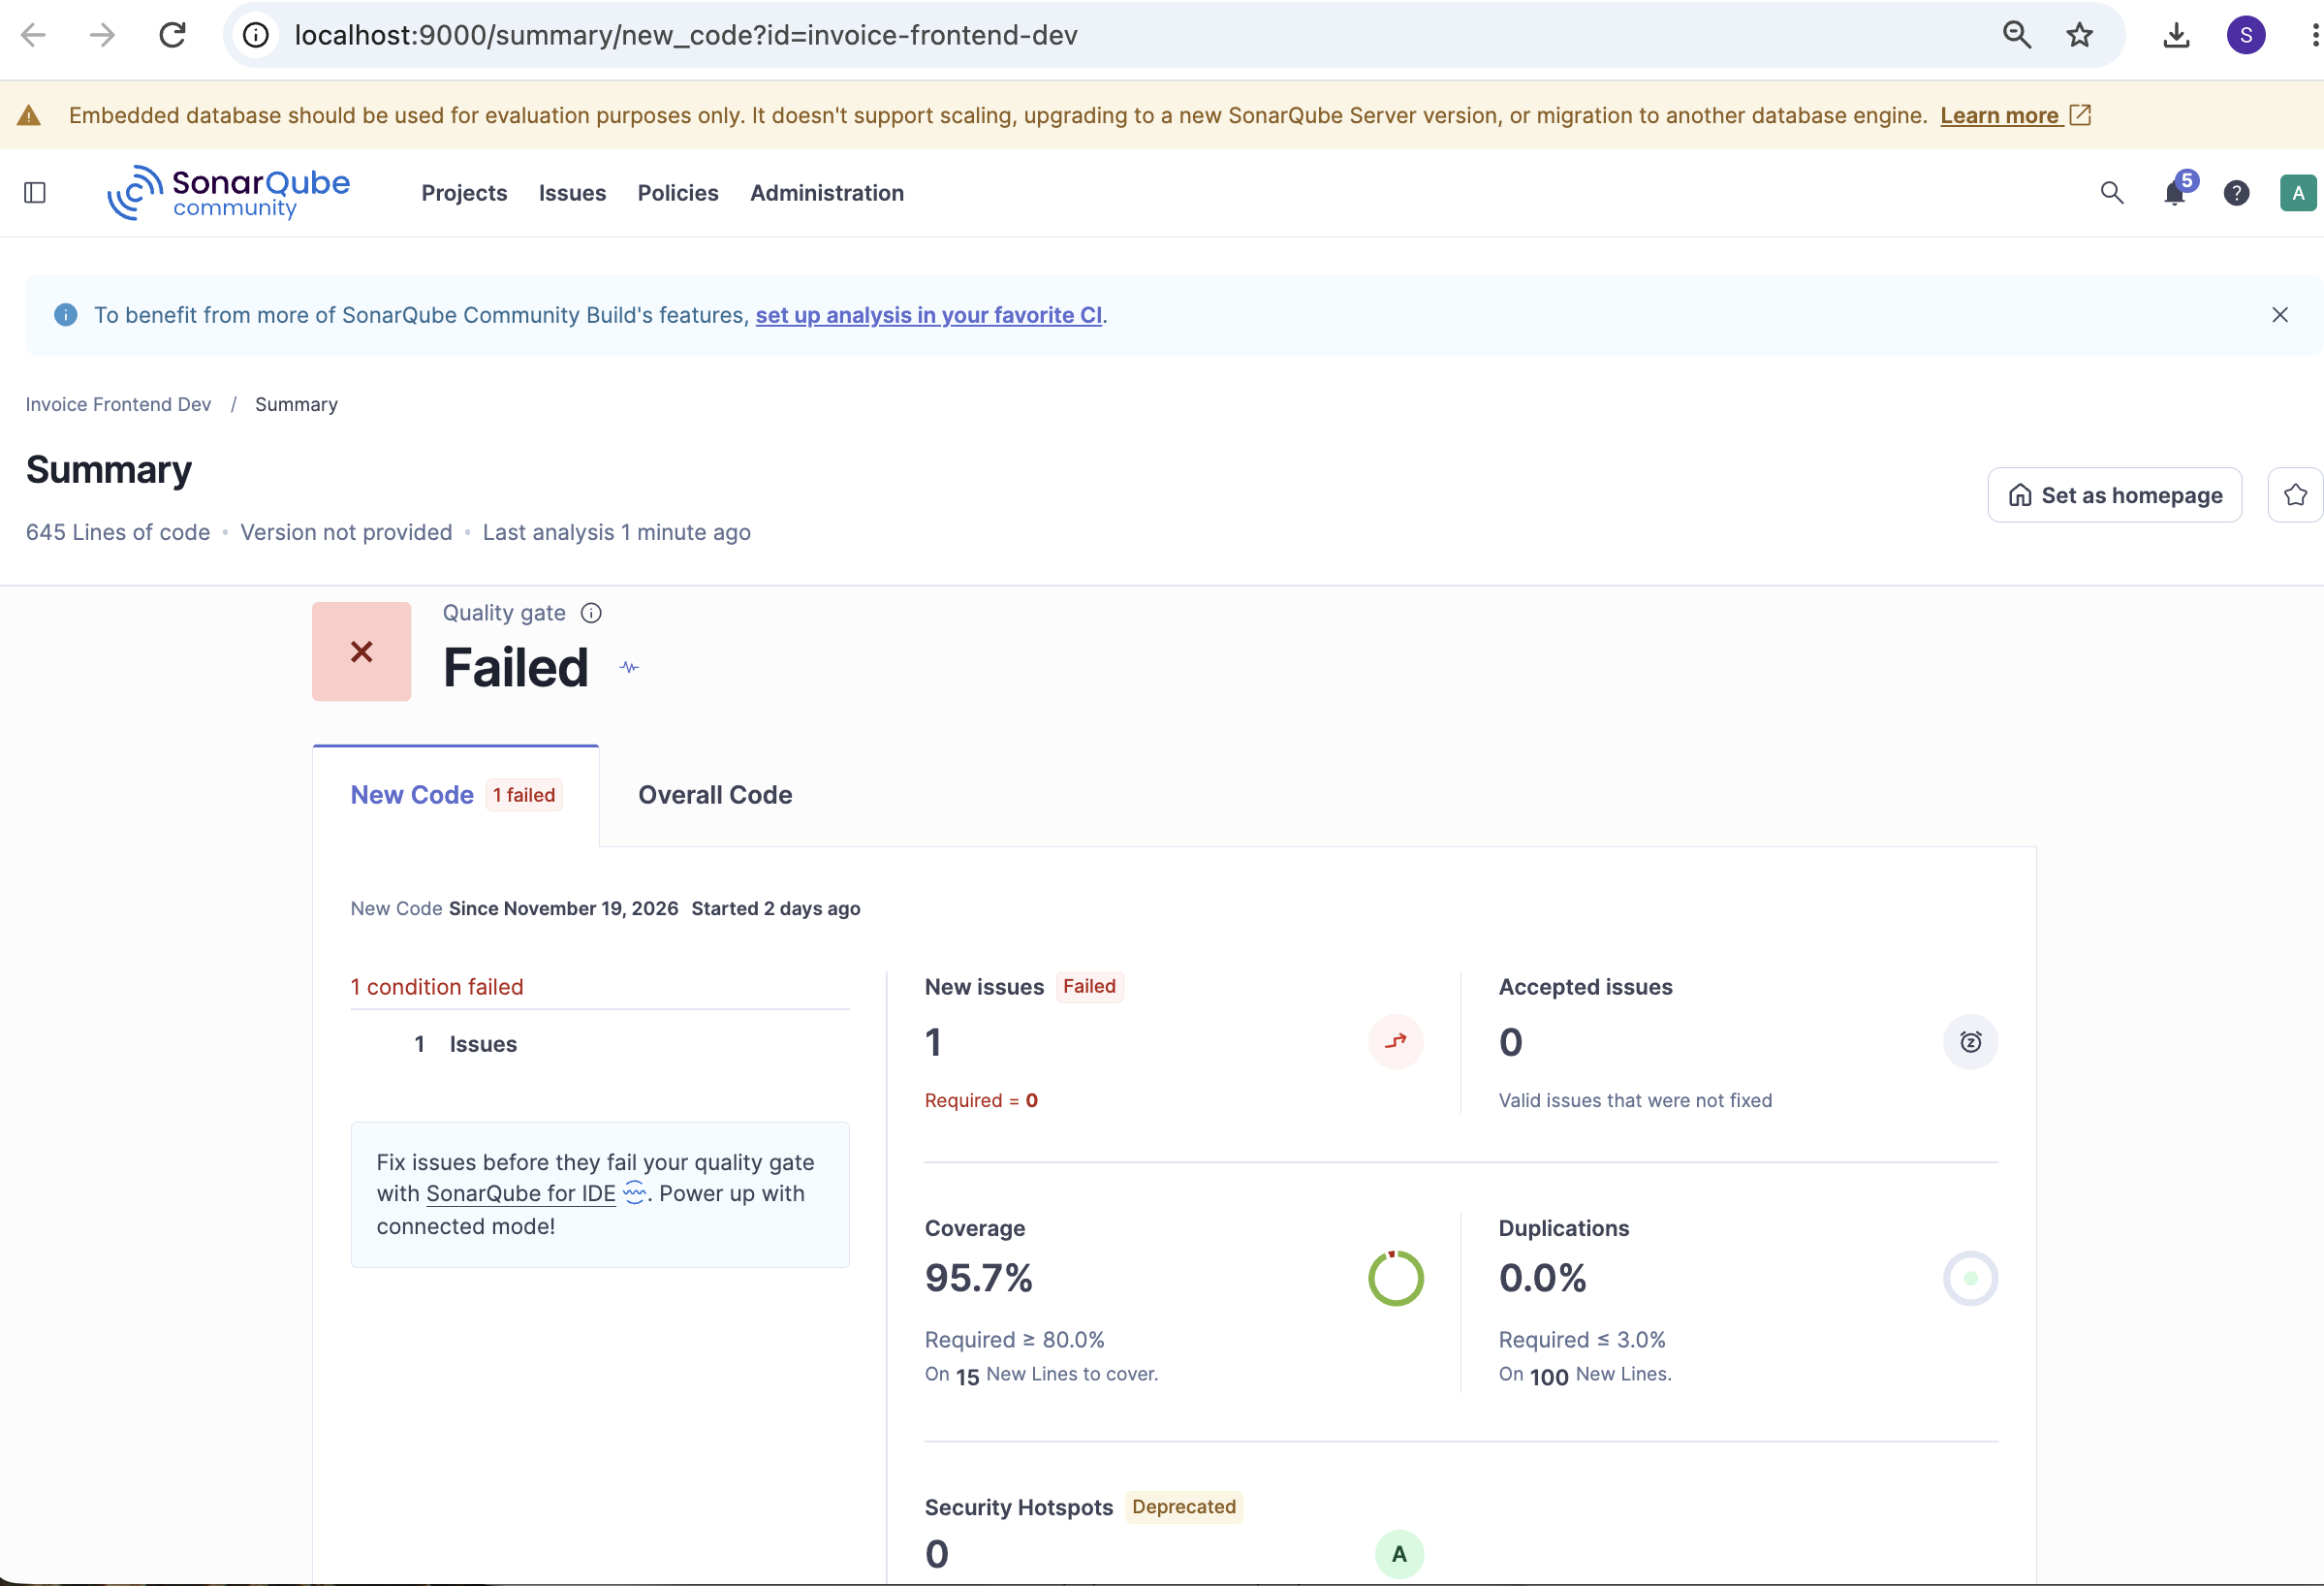 localhost:9000/summary/new_code?id=invoice-frontend-dev
S
Embedded database should be used for evaluation purposes only. It doesn't support scaling, upgrading to a new SonarQube Server version, or migration to another database engine. Learn more
SonarQube
community
Projects Issues Policies Administration
5
?
A
To benefit from more of SonarQube Community Build's features, set up analysis in your favorite CI.
Invoice Frontend Dev / Summary
Summary
Set as homepage
645 Lines of code • Version not provided • Last analysis 1 minute ago
Quality gate
Failed
New Code 1 failed
Overall Code
New Code Since November 19, 2026 Started 2 days ago
1 condition failed
1 Issues
Fix issues before they fail your quality gate
with SonarQube for IDE. Power up with
connected mode!
New issues Failed
1
Required = 0
Accepted issues
0
Valid issues that were not fixed
Coverage
95.7%
Required ≥ 80.0%
On 15 New Lines to cover.
Duplications
0.0%
Required ≤ 3.0%
On 100 New Lines.
Security Hotspots Deprecated
0
A